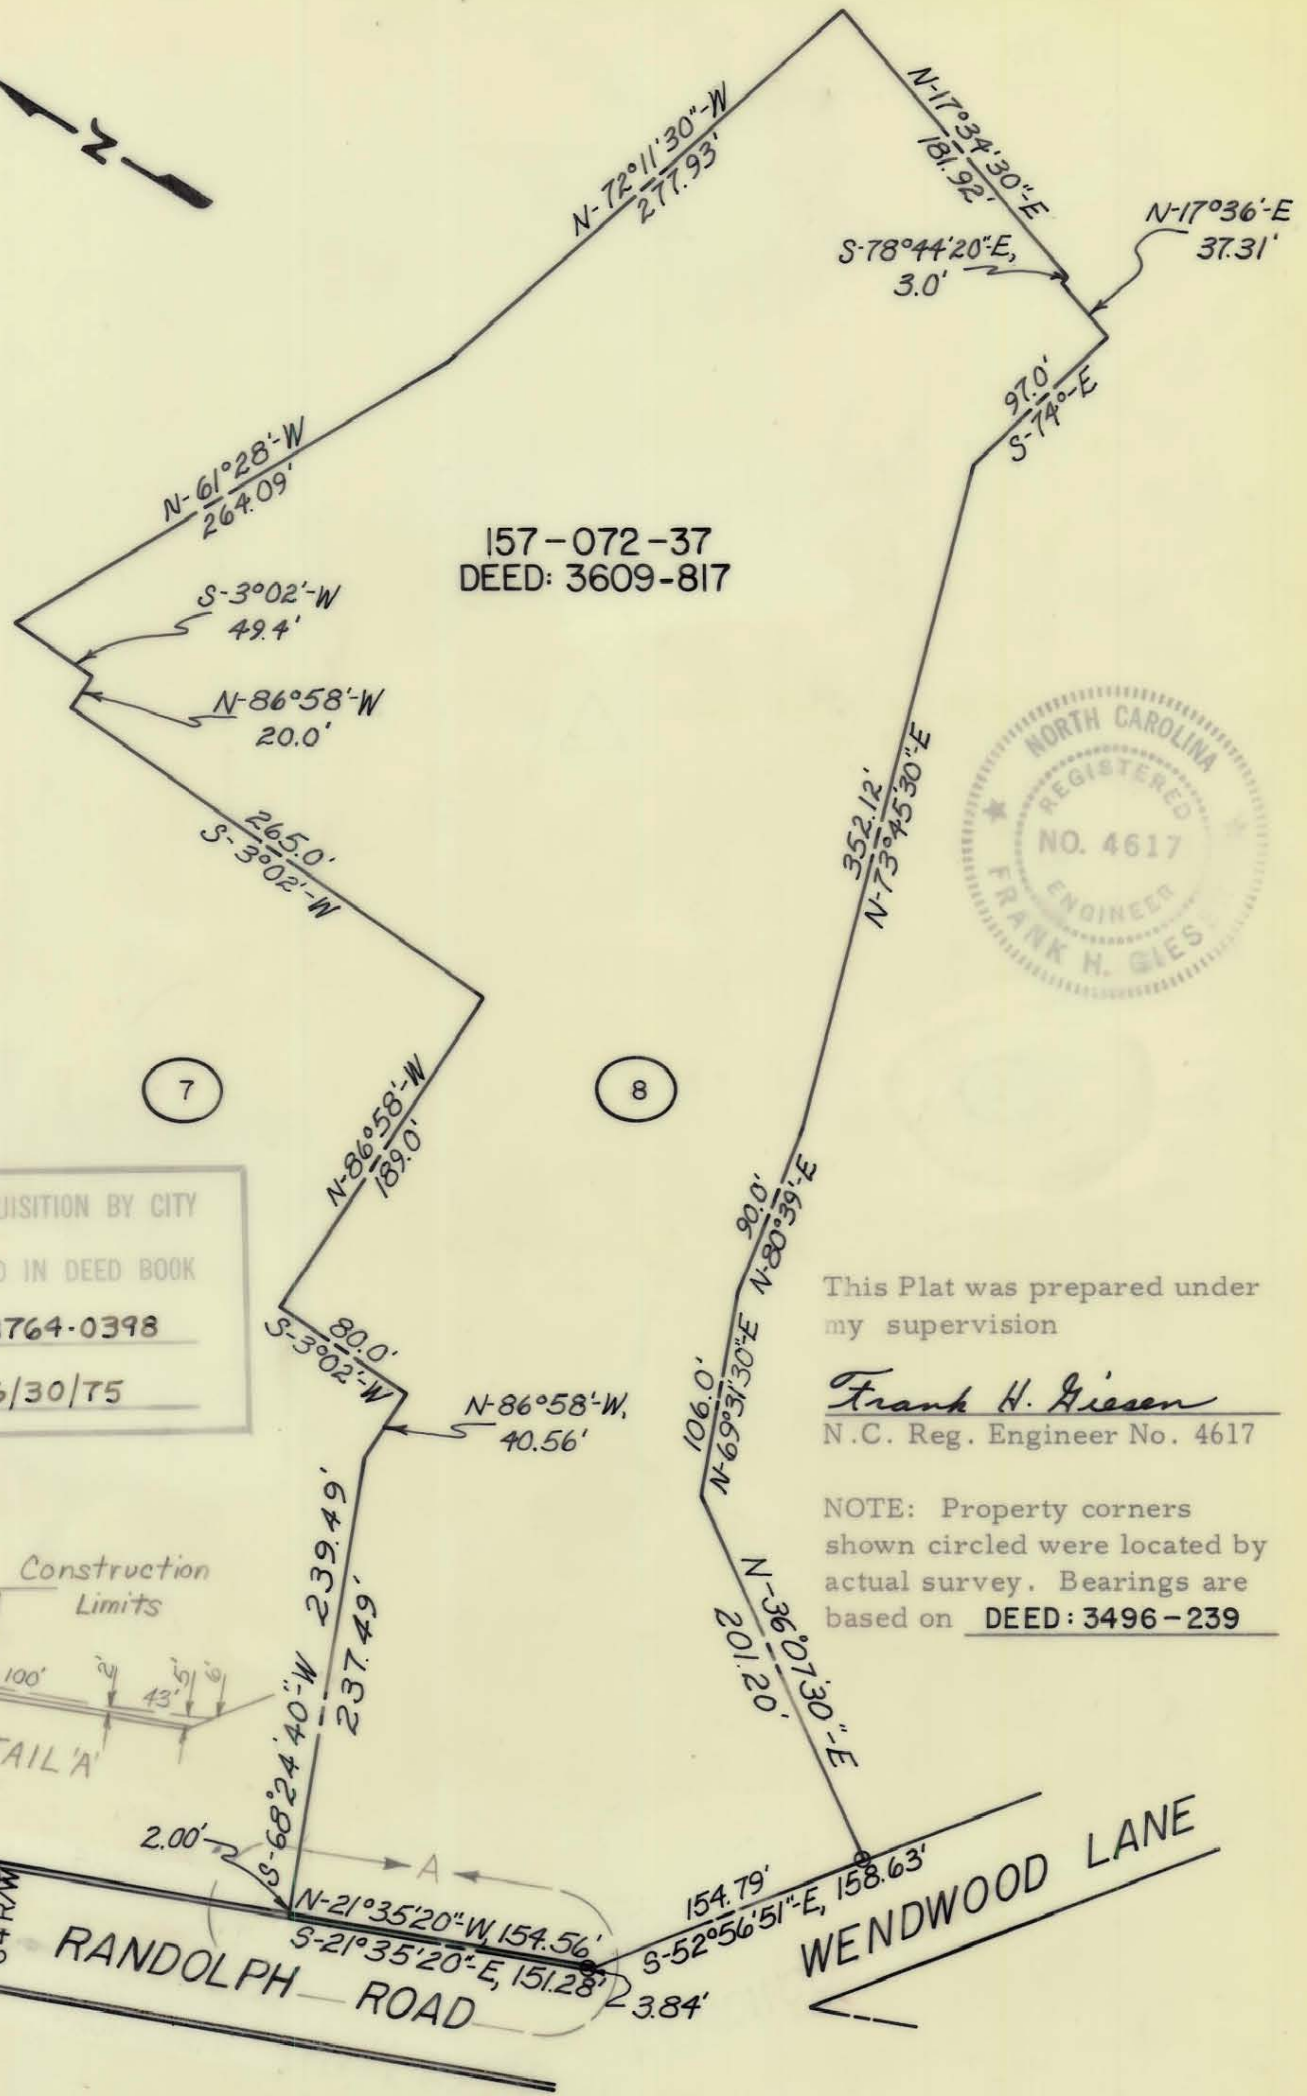 N
N-72°11'30"-W
277.93'
N-17°34'30"-E
181.92'
N-17°36'-E
37.31'
S-78°44'20"-E,
3.0'
97.0'
S-74°-E
N-61°28'-W
264.09'
157-072-37
DEED: 3609-817
S-3°02'-W
49.4'
N-86°58'-W
20.0'
265.0'
S-3°02'-W
352.12'
N-73°45'30"-E
NORTH CAROLINA
REGISTERED
NO. 4617
ENGINEER
FRANK H.
7
8
N-86°58'-W
189.0'
BY CITY
IN DEED BOOK
764-0398
/30/75
80.0'
S-3°02'-W
N-86°58'-W,
40.56'
90.0'
N-80°39'-E
106.0'
N-69°31'30"-E
This Plat was prepared under
my supervision
Frank H. Giesen
N.C. Reg. Engineer No. 4617
NOTE: Property corners
shown circled were located by
actual survey. Bearings are
based on DEED: 3496-239
Construction
Limits
100'
2'
43'
5'
6'
'A'
S-68°24'40"-W 239.49'
237.49'
N-36°07'30"-E
201.20'
2.00'
A
N-21°35'20"-W, 154.56'
S-21°35'20"-E, 151.28'
154.79'
S-52°56'51"-E, 158.63'
3.84'
R/W
RANDOLPH ROAD
WENDWOOD LANE